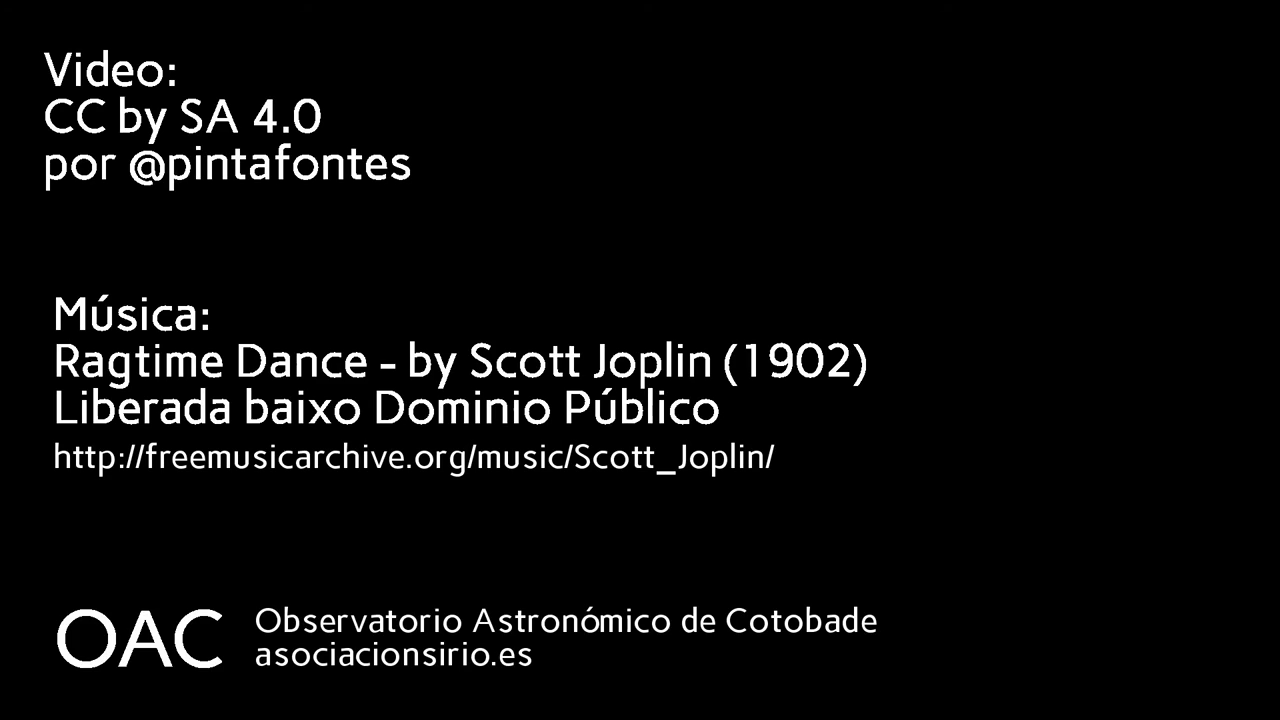 Video:
CC by SA 4.0
por @pintafontes
Música:
Ragtime Dance - by Scott Joplin (1902)
Liberada baixo Dominio Público
http://freemusicarchive.org/music/Scott_Joplin/
OAC
Observatorio Astronómico de Cotobade
asociacionsirio.es